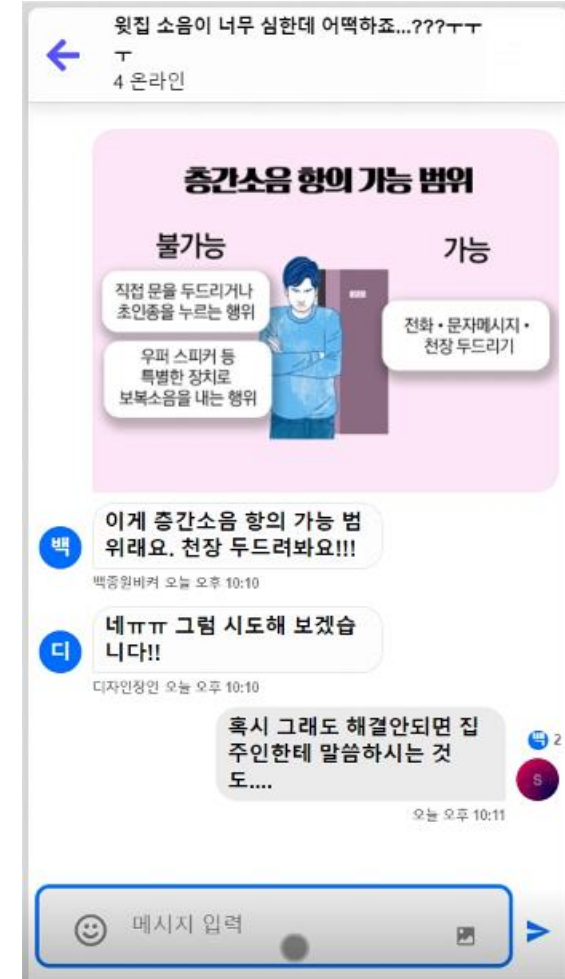 윗집 소음이 너무 심한데 어떡하죠...???ㅜㅜ
ㅜ
4 온라인
층간소음 항의 가능 범위
불가능
직접 문을 두드리거나
초인종을 누르는 행위
우퍼 스피커 등
특별한 장치로
보복소음을 내는 행위
가능
전화·문자메시지·
천장 두드리기
백
이게 층간소음 항의 가능 범
위래요. 천장 두드려봐요!!!
백종원비켜 오늘 오후 10:10
디
네ㅠㅠ 그럼 시도해 보겠습
니다!!
디자인장인 오늘 오후 10:10
혹시 그래도 해결안되면 집
주인한테 말씀하시는 것
도....
백 2
S
오늘 오후 10:11
메시지 입력